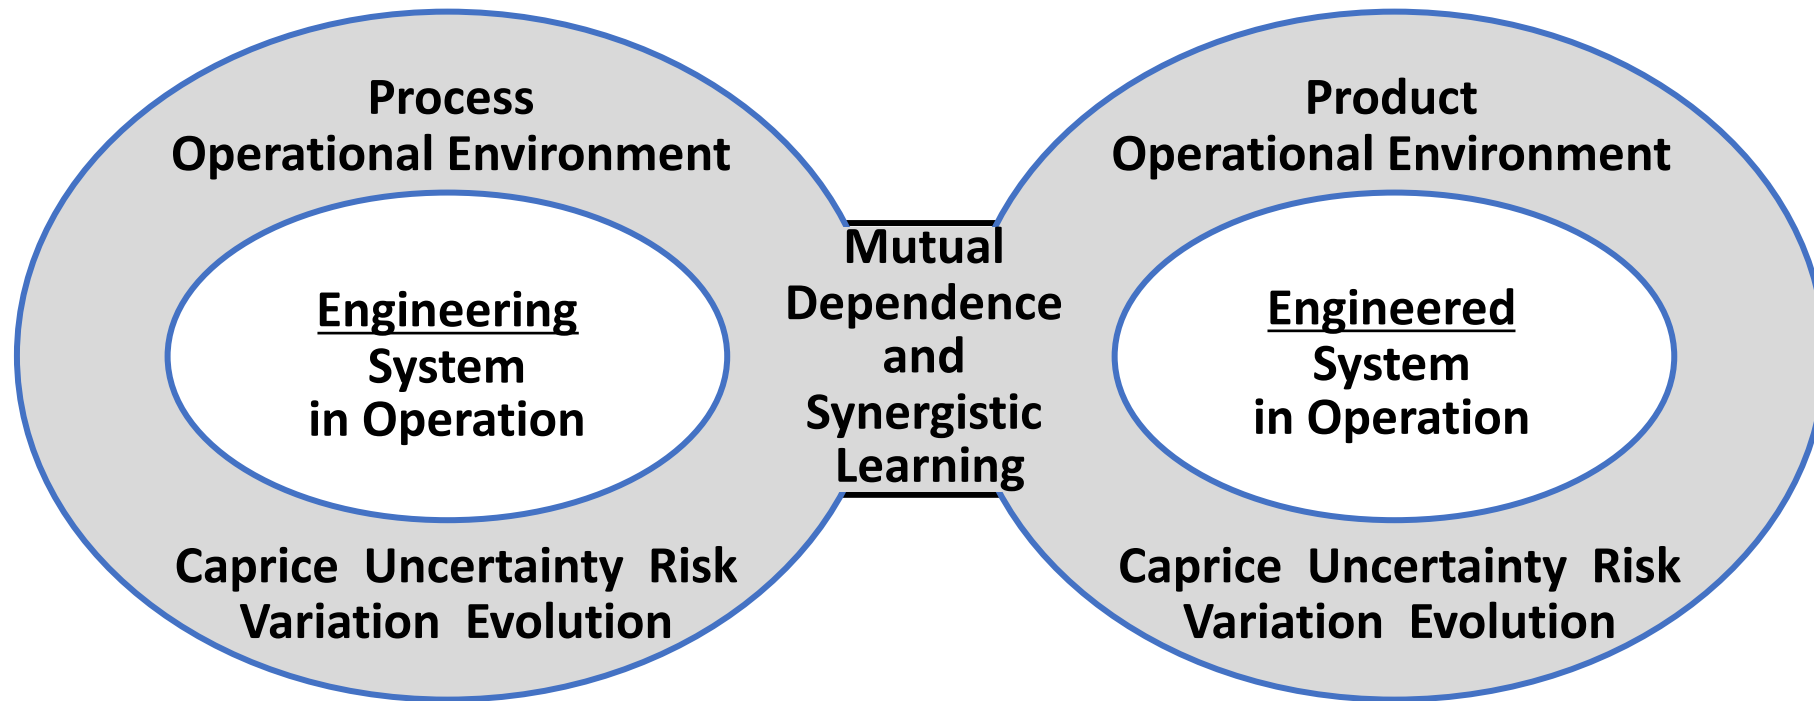 Process
Operational Environment
Engineering
System
in Operation
Caprice Uncertainty Risk
Variation Evolution
Mutual
Dependence
and
Synergistic
Learning
Product
Operational Environment
Engineered
System
in Operation
Caprice Uncertainty Risk
Variation Evolution